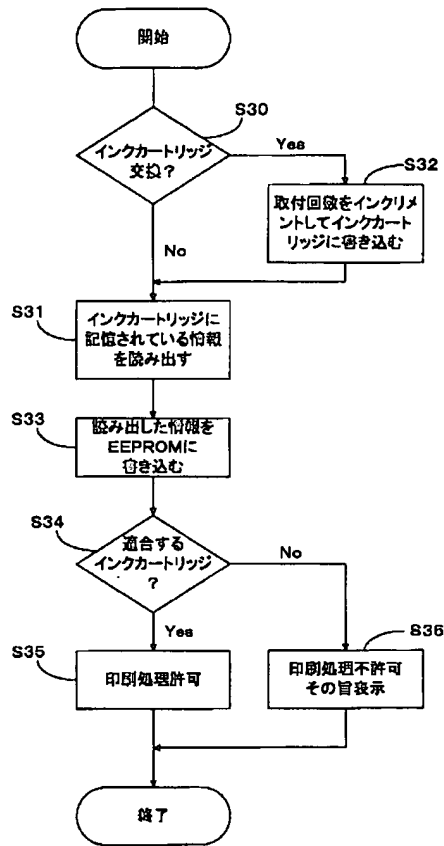 開始
S30
インクカートリッジ
交換？
Yes
S32
取付回数をインクリ
メントしてインクカート
リッジに書き込む
No
S31
インクカートリッジに
記憶されている情報
を読み出す
S33
読み出した情報を
EEPROMに
書き込む
S34
適合する
インクカートリッジ
？
No
Yes
S36
S35
印刷処理許可
印刷処理不許可
その旨表示
終了